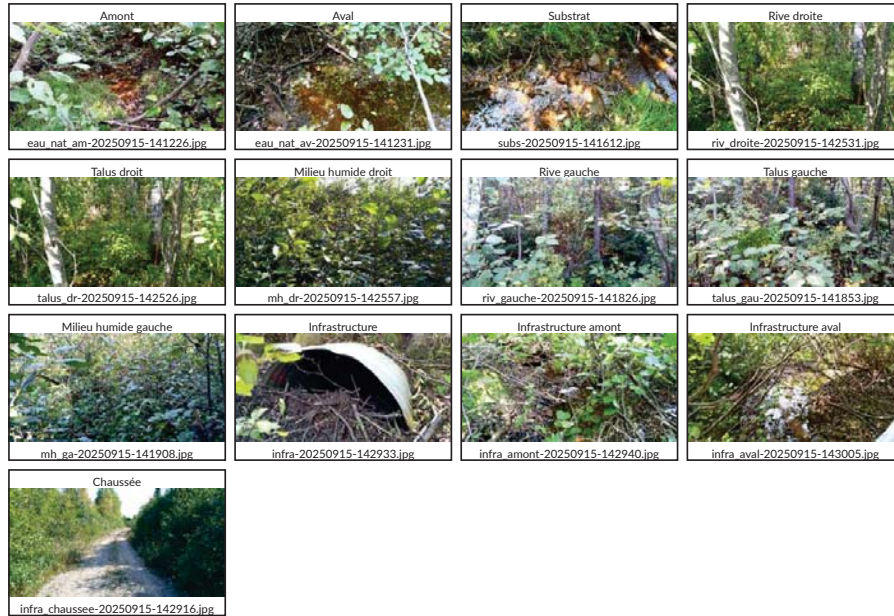 Amont
eau_nat_am-20250915-141226.jpg
Aval
eau_nat_av-20250915-141231.jpg
Substrat
subs-20250915-141612.jpg
Rive droite
riv_droite-20250915-142531.jpg
Talus droit
talus_dr-20250915-142526.jpg
Milieu humide droit
mh_dr-20250915-142557.jpg
Rive gauche
riv_gauche-20250915-141826.jpg
Talus gauche
talus_gau-20250915-141853.jpg
Milieu humide gauche
mh_ga-20250915-141908.jpg
Infrastructure
infra-20250915-142933.jpg
Infrastructure amont
infra_amont-20250915-142940.jpg
Infrastructure aval
infra_aval-20250915-143005.jpg
Chaussée
infra_chaussee-20250915-142916.jpg